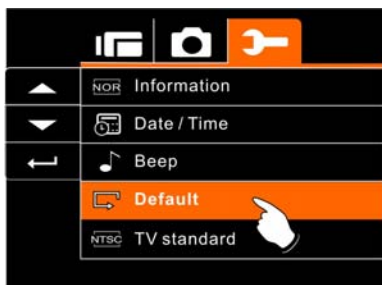 NOR Information
Date / Time
Beep
Default
NTSC TV standard